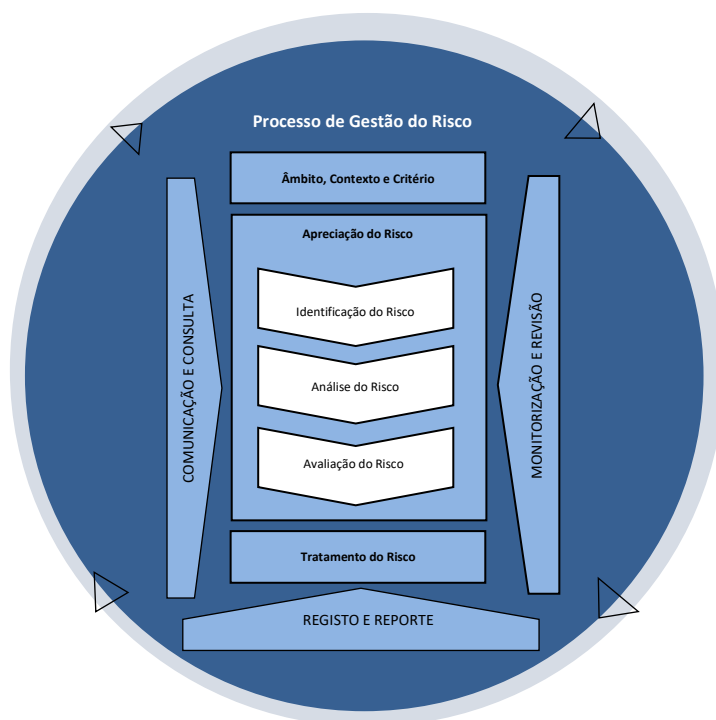 Processo de Gestão do Risco
Âmbito, Contexto e Critério
Apreciação do Risco
Identificação do Risco
Análise do Risco
Avaliação do Risco
Tratamento do Risco
COMUNICAÇÃO E CONSULTA
MONITORIZAÇÃO E REVISÃO
REGISTO E REPORTE